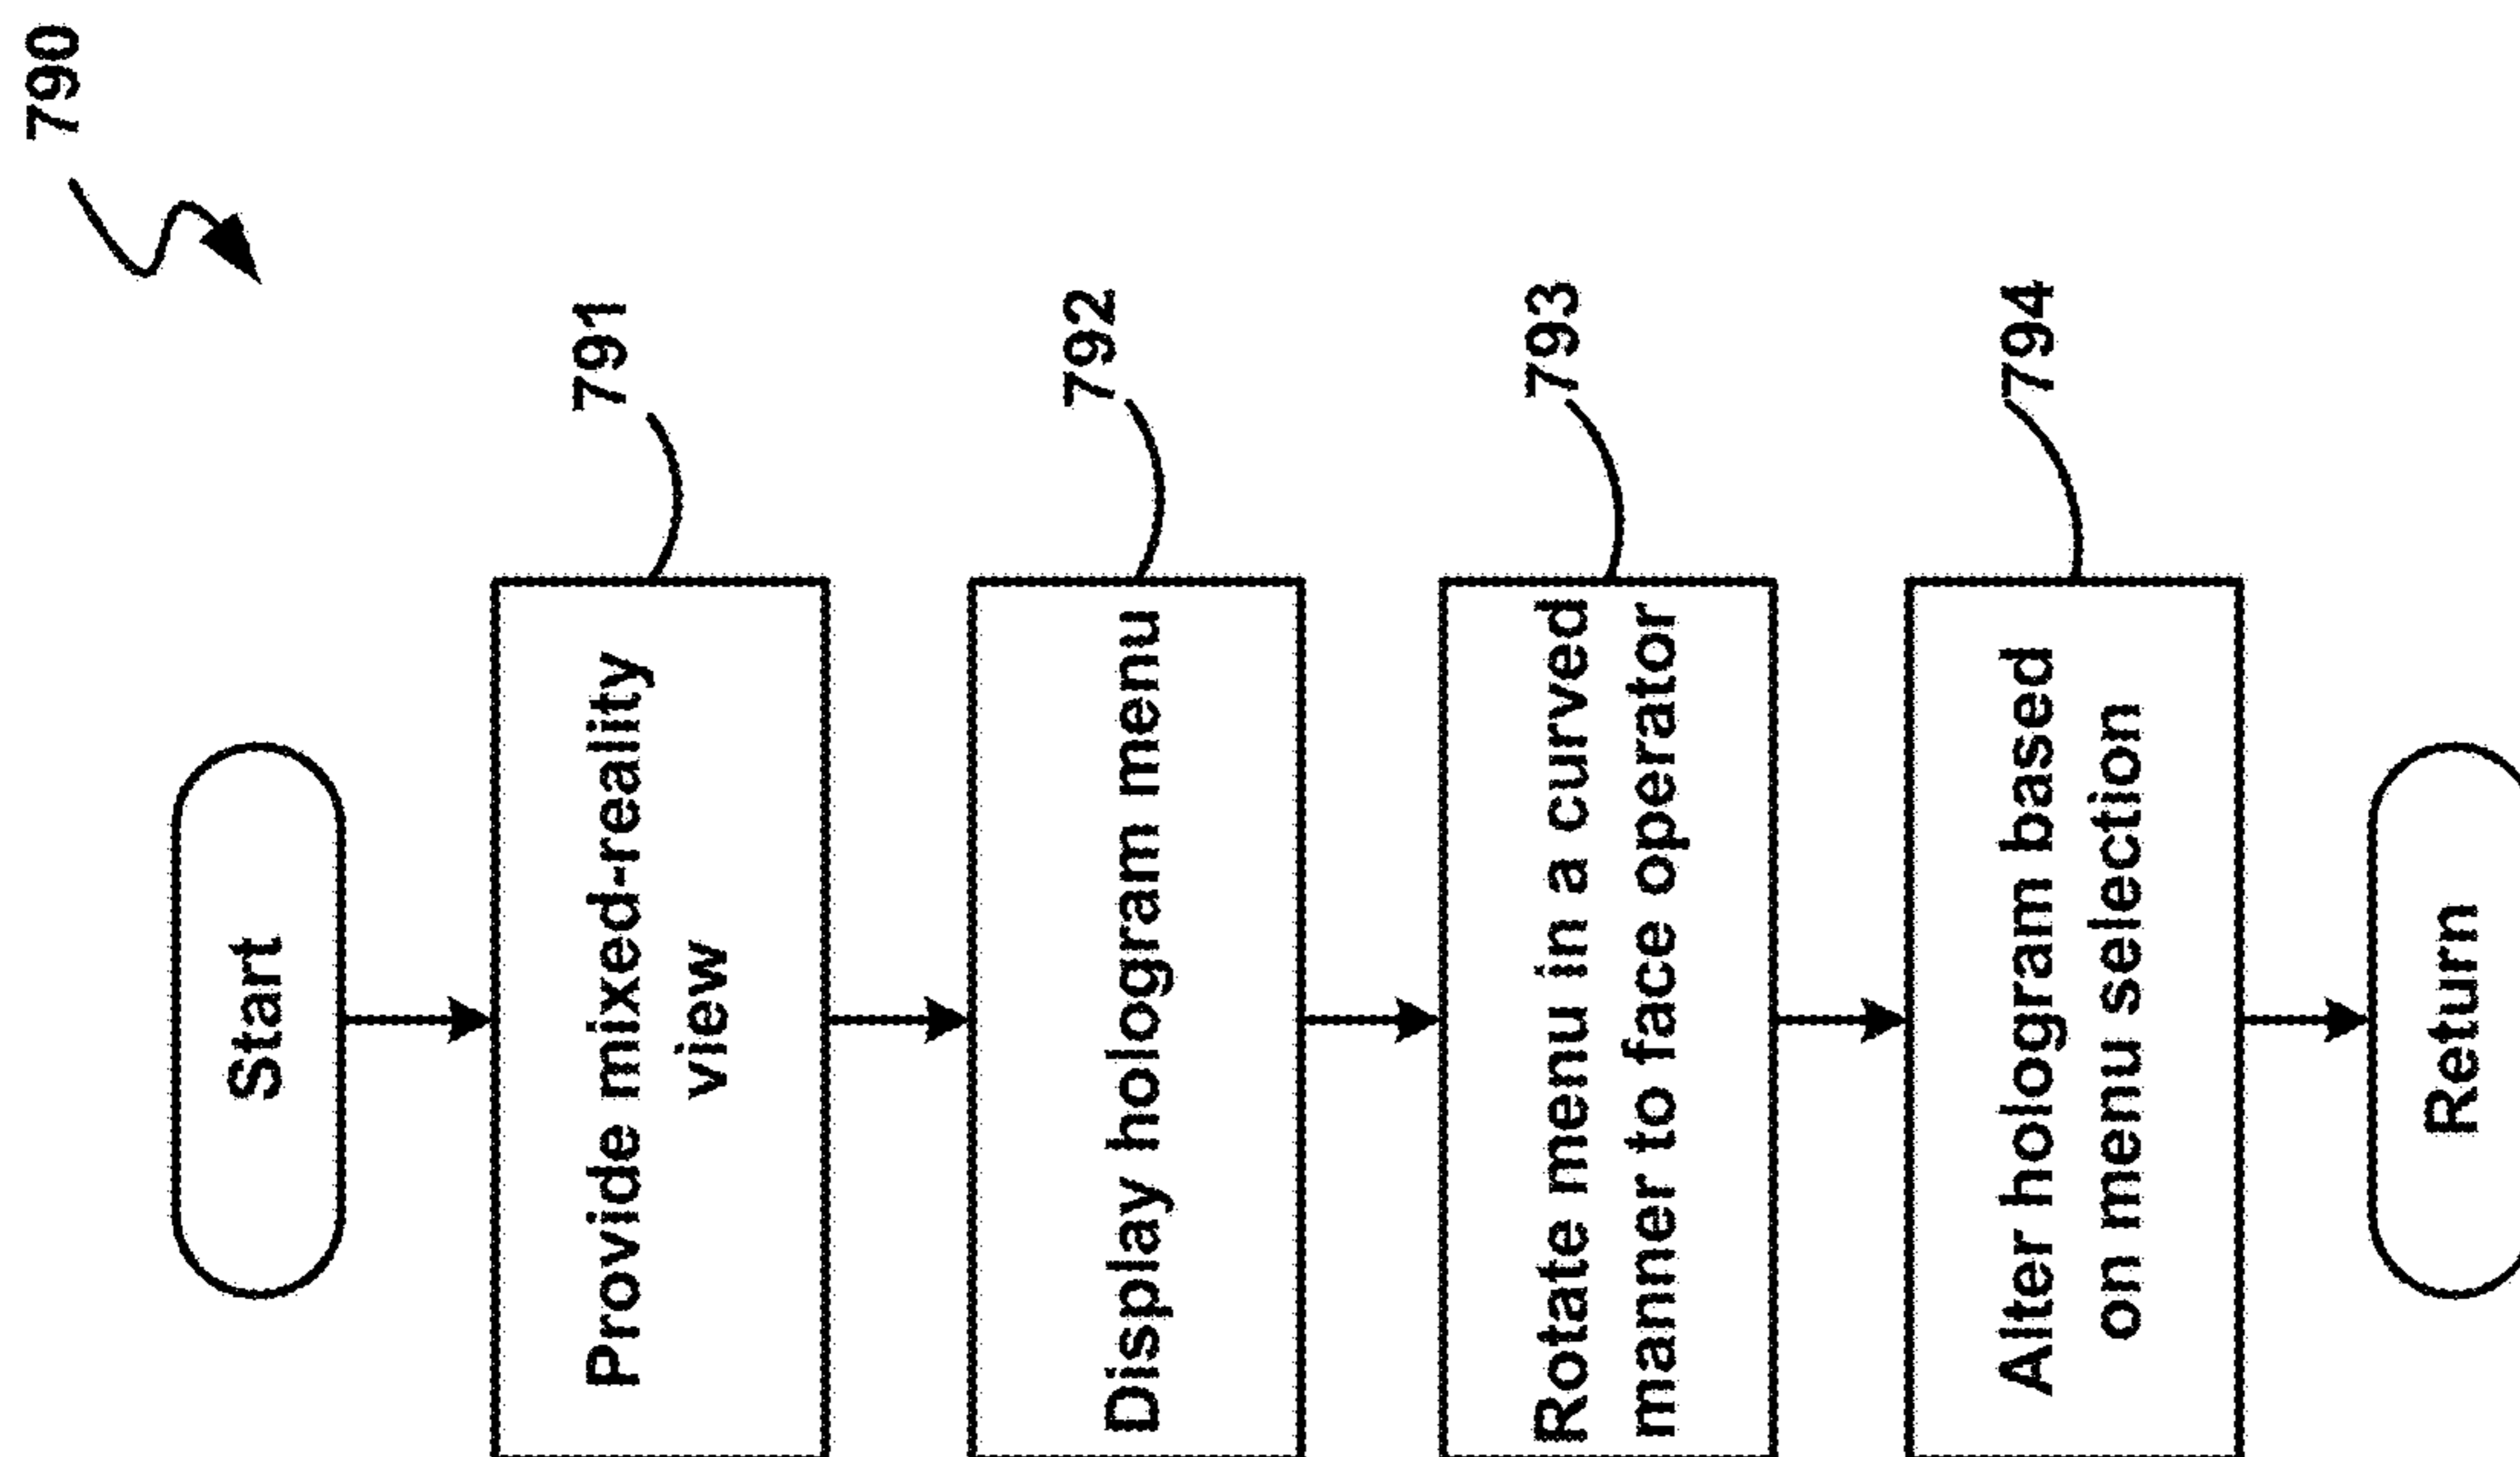 790
Start
Provide mixed-reality
view
791
Display hologram menu
792
Rotate menu in a curved
manner to face operator
793
Alter hologram based
on menu selection
794
Return